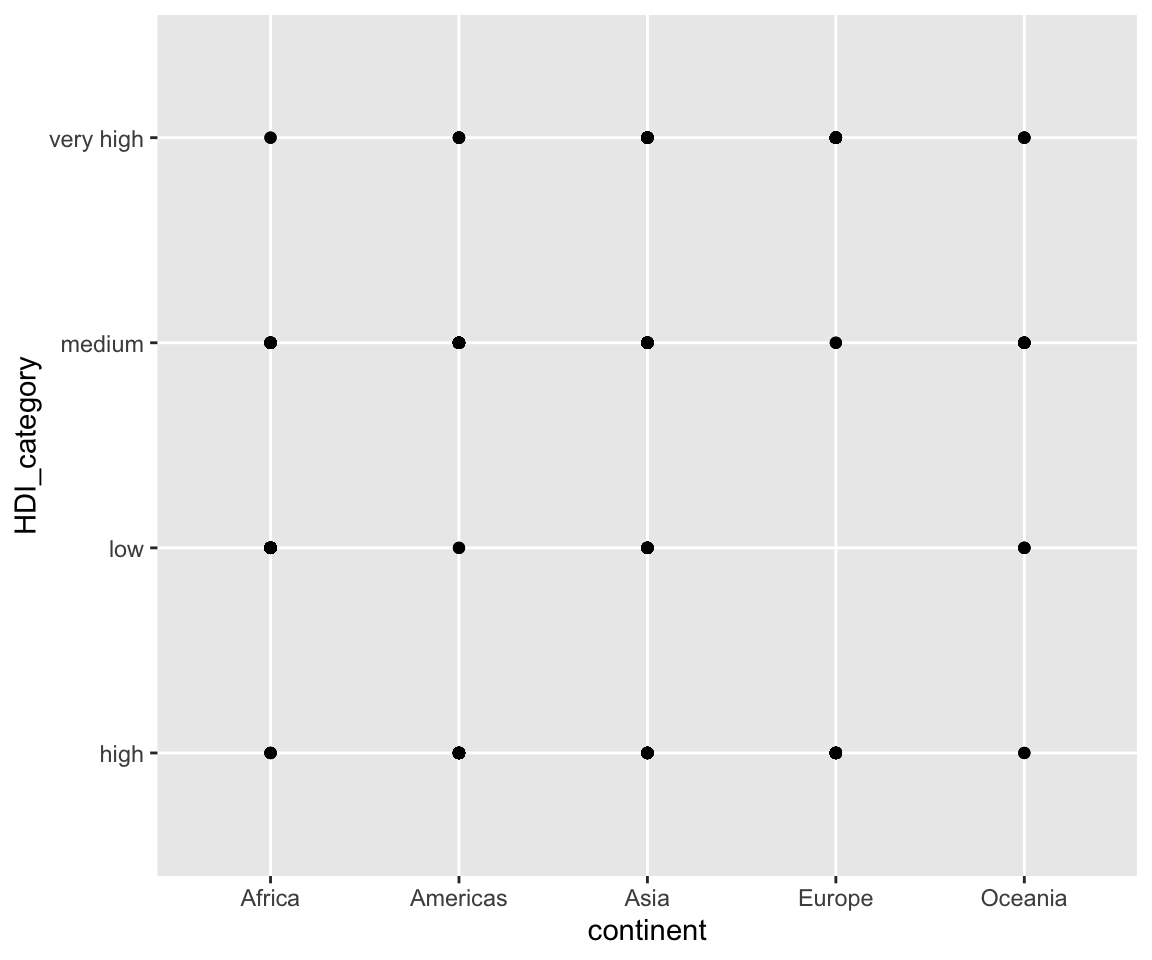 very high
medium
low
high
HDI_category
Africa
Americas
Asia
Europe
Oceania
continent